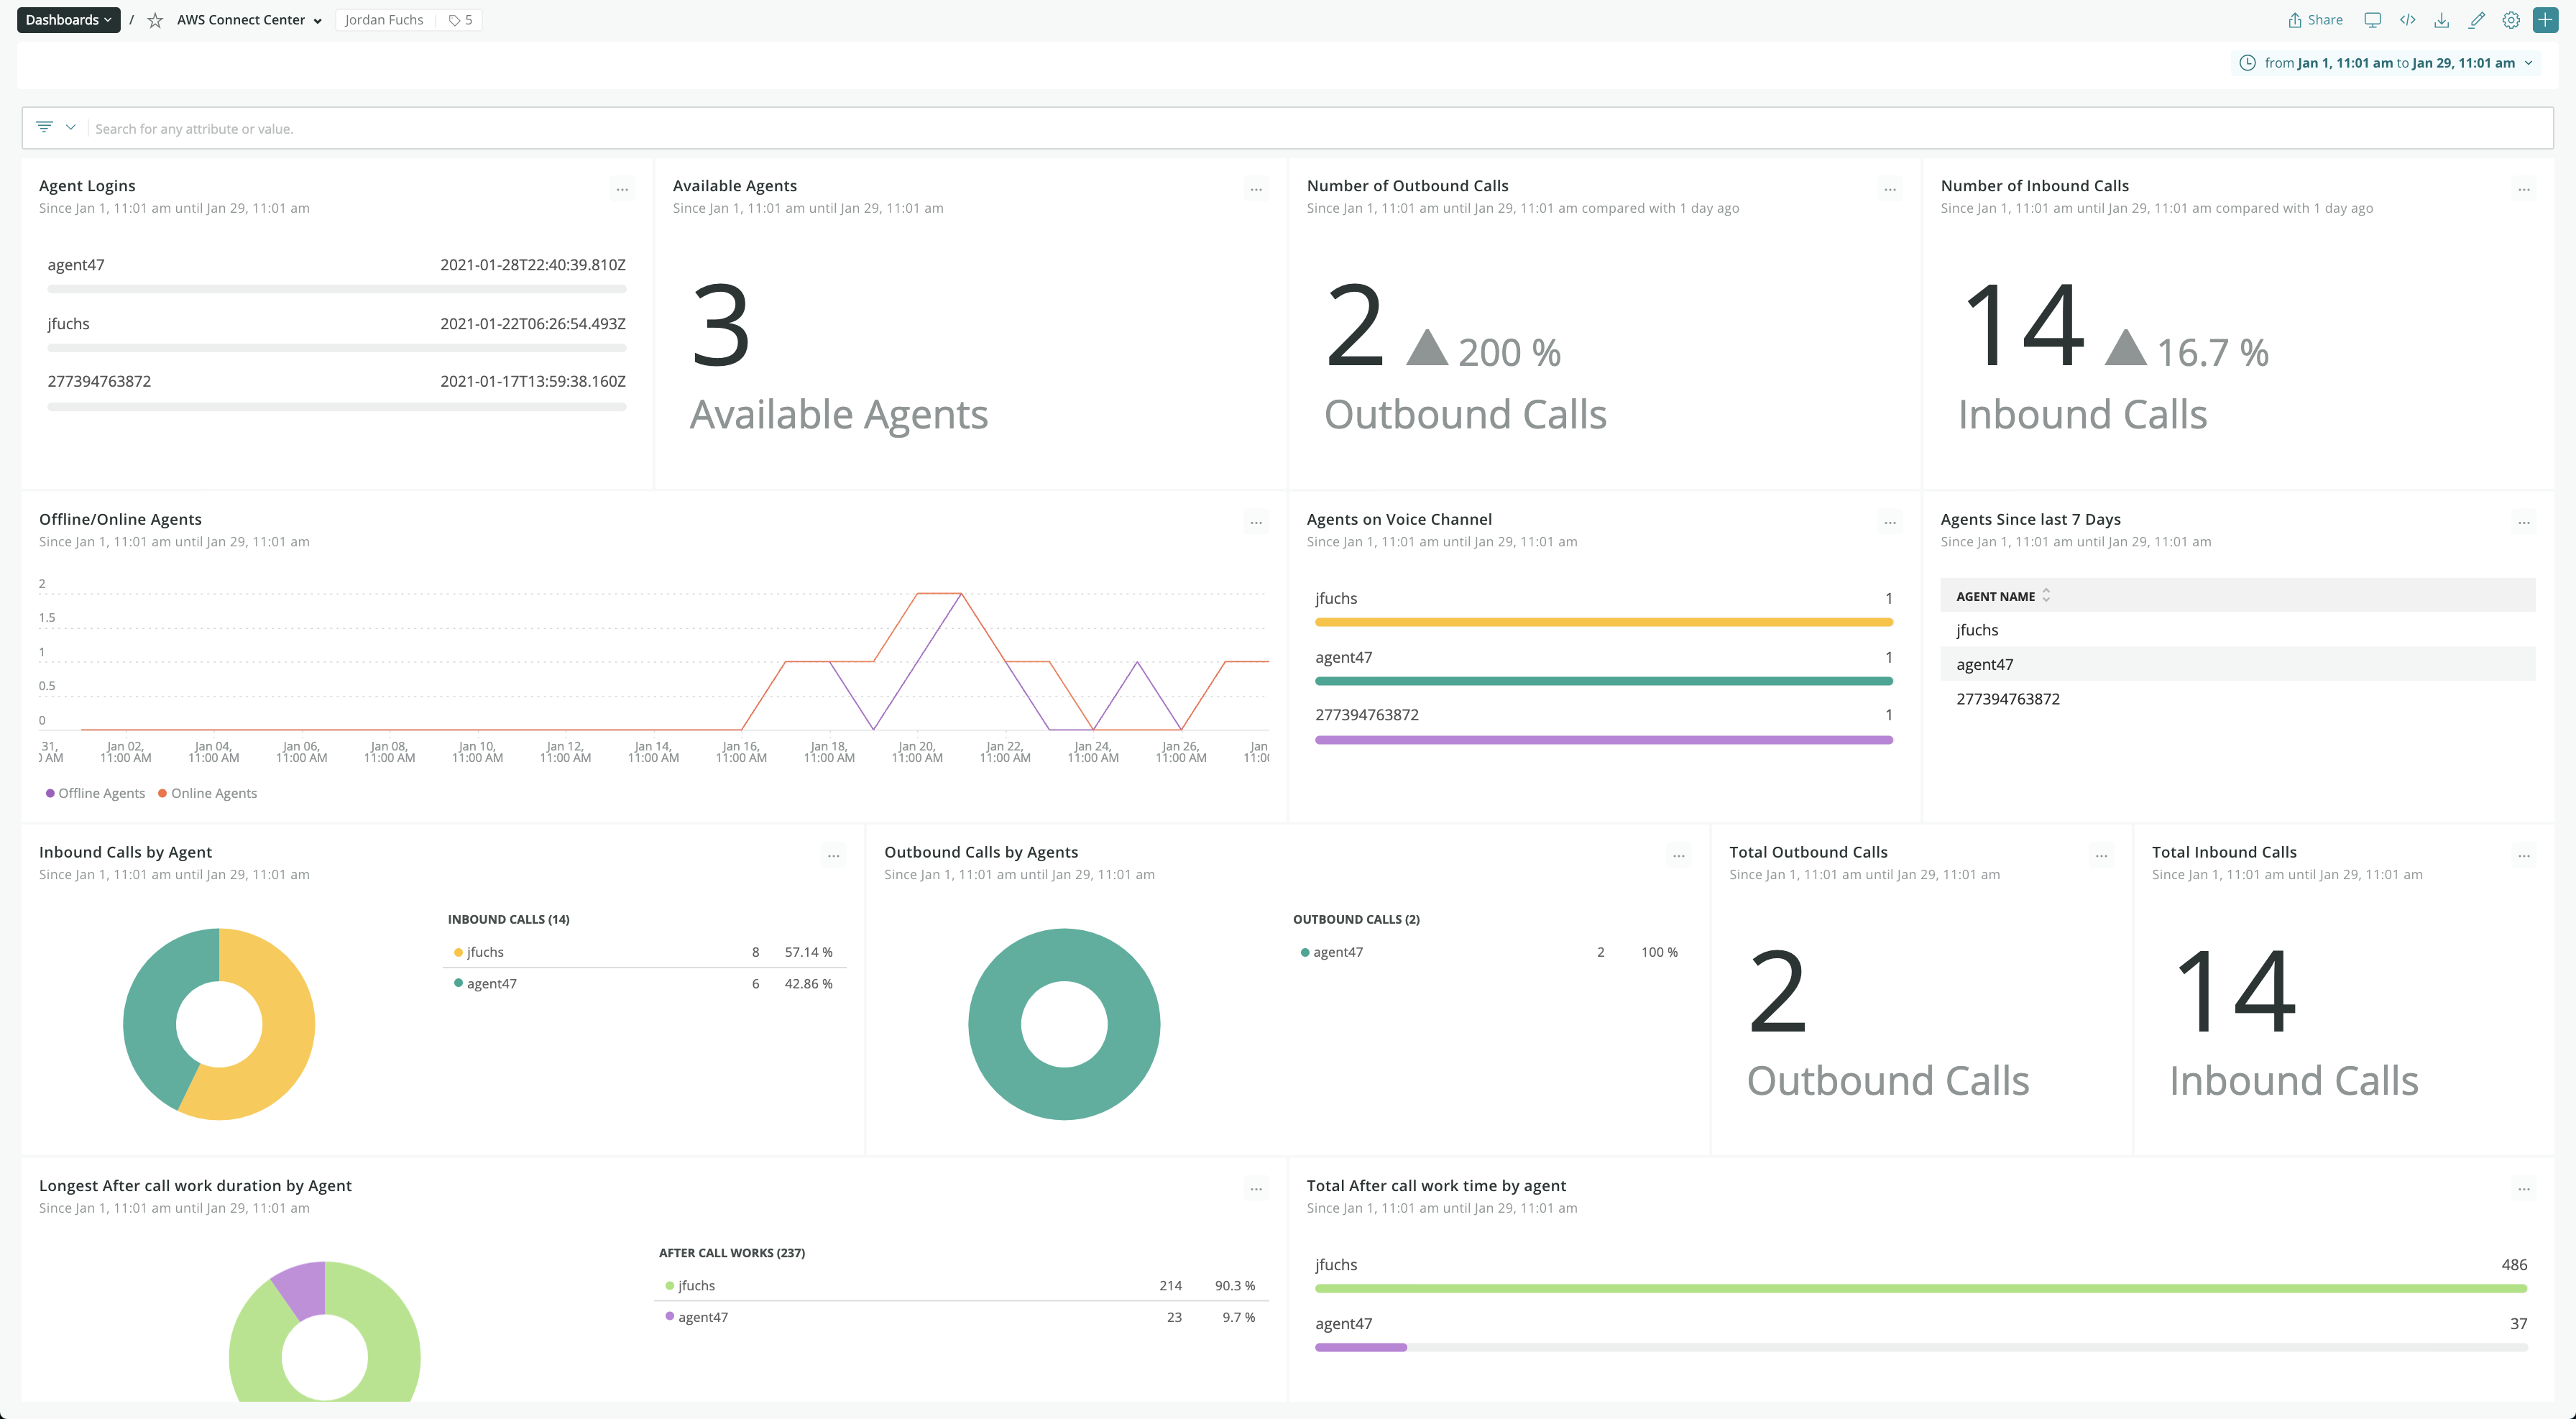 Dashboards / AWS Connect Center Jordan Fuchs 5 Share
from Jan 1, 11:01 am to Jan 29, 11:01 am
Search for any attribute or value.
Agent Logins
Since Jan 1, 11:01 am until Jan 29, 11:01 am
agent47 2021-01-28T22:40:39.810Z
jfuchs 2021-01-22T06:26:54.493Z
277394763872 2021-01-17T13:59:38.160Z
Available Agents
Since Jan 1, 11:01 am until Jan 29, 11:01 am
3
Available Agents
Number of Outbound Calls
Since Jan 1, 11:01 am until Jan 29, 11:01 am compared with 1 day ago
2 200 %
Outbound Calls
Number of Inbound Calls
Since Jan 1, 11:01 am until Jan 29, 11:01 am compared with 1 day ago
14 16.7 %
Inbound Calls
Offline/Online Agents
Since Jan 1, 11:01 am until Jan 29, 11:01 am
2
1.5
1
0.5
0
31, Jan 02, Jan 04, Jan 06, Jan 08, Jan 10, Jan 12, Jan 14, Jan 16, Jan 18, Jan 20, Jan 22, Jan 24, Jan 26, Jan
0 AM 11:00 AM 11:00 AM 11:00 AM 11:00 AM 11:00 AM 11:00 AM 11:00 AM 11:00 AM 11:00 AM 11:00 AM 11:00 AM 11:00 AM 11:00 AM 11:00
Offline Agents Online Agents
Agents on Voice Channel
Since Jan 1, 11:01 am until Jan 29, 11:01 am
jfuchs 1
agent47 1
277394763872 1
Agents Since last 7 Days
Since Jan 1, 11:01 am until Jan 29, 11:01 am
AGENT NAME
jfuchs
agent47
277394763872
Inbound Calls by Agent
Since Jan 1, 11:01 am until Jan 29, 11:01 am
INBOUND CALLS (14)
jfuchs 8 57.14 %
agent47 6 42.86 %
Outbound Calls by Agents
Since Jan 1, 11:01 am until Jan 29, 11:01 am
OUTBOUND CALLS (2)
agent47 2 100 %
Total Outbound Calls
Since Jan 1, 11:01 am until Jan 29, 11:01 am
2
Outbound Calls
Total Inbound Calls
Since Jan 1, 11:01 am until Jan 29, 11:01 am
14
Inbound Calls
Longest After call work duration by Agent
Since Jan 1, 11:01 am until Jan 29, 11:01 am
AFTER CALL WORKS (237)
jfuchs 214 90.3 %
agent47 23 9.7 %
Total After call work time by agent
Since Jan 1, 11:01 am until Jan 29, 11:01 am
jfuchs 486
agent47 37